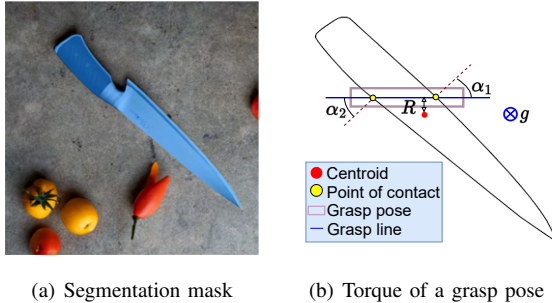 α₁
α₂
R
g
Centroid
Point of contact
Grasp pose
Grasp line
(a) Segmentation mask
(b) Torque of a grasp pose